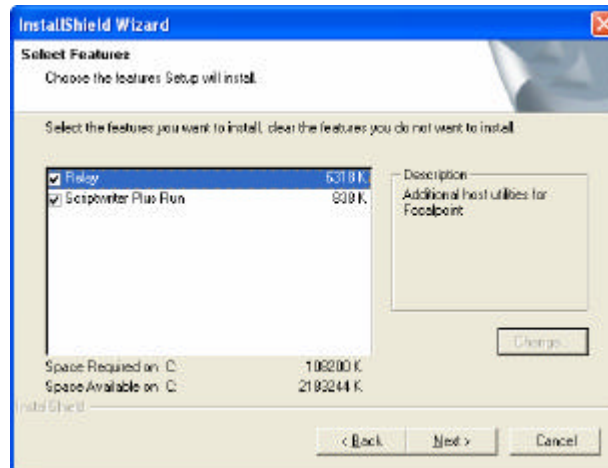 InstallShield Wizard
Select Features
Choose the features Setup will install.
Select the features you want to install, clear the features you do not want to install.
Relay 5318 K
Scriptwriter Plus Run 838 K
Description
Additional host utilities for
Focalpoint
Change...
Space Required on C: 108200 K
Space Available on C: 2183244 K
InstallShield
< Back Next > Cancel